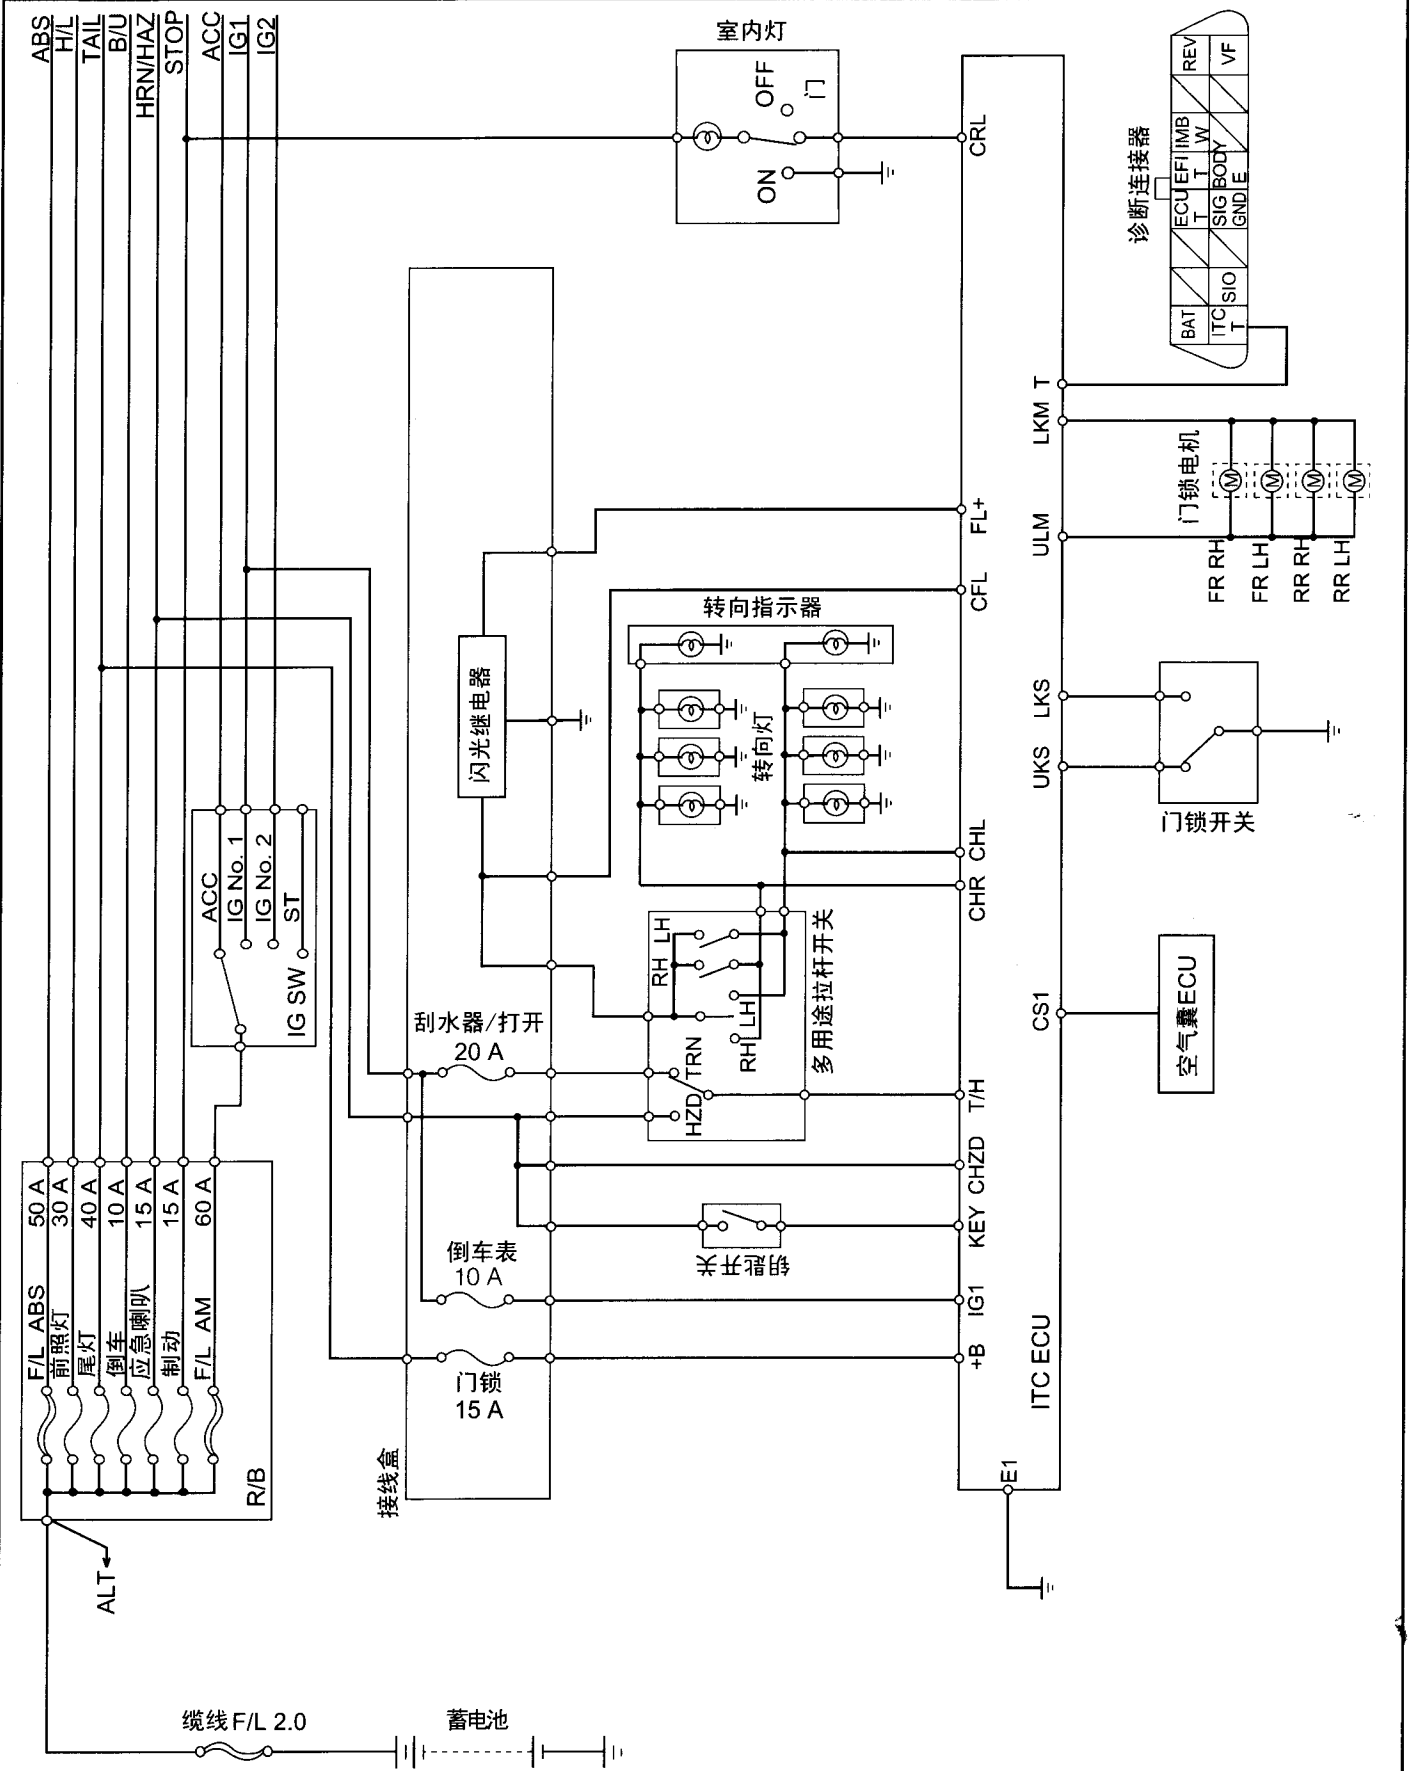 ABS
H/L
TAIL
B/U
HRN/HAZ
STOP
ACC
IG1
IG2
室内灯
OFF
门
ON
CRL
诊断连接器
REV
VF
IMB
W
EFI
T
BODY
E
ECU
T
SIG
GND
SIO
BAT
ITC
T
T
LKM
门锁电机
M
M
M
M
ULM
FR RH
FR LH
RR RH
RR LH
FL+
CFL
转向指示器
闪光继电器
转向灯
LKS
UKS
门锁开关
ACC
IG No. 1
IG No. 2
ST
IG SW
CHL
CHR
LH
RH
LH
RH
TRN
HZD
多用途拉杆开关
刮水器/打开
20 A
CS1
空气囊ECU
T/H
CHZD
KEY
钥匙开关
倒车表
10 A
IG1
+B
门锁
15 A
ITC ECU
E1
接线盒
50 A
30 A
40 A
10 A
15 A
15 A
60 A
F/L ABS
前照灯
尾灯
倒车
应急喇叭
制动
F/L AM
R/B
ALT
缆线F/L 2.0
蓄电池